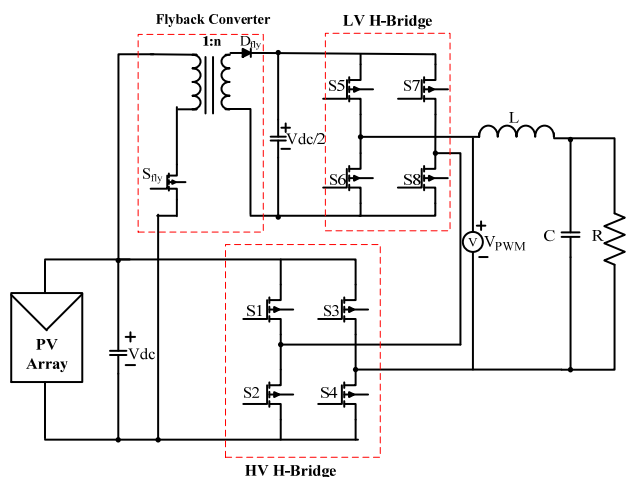 Flyback Converter
1:n
Dfly
LV H-Bridge
S5
S7
Vdc/2
L
Sfly
S6
S8
V
VPWM
C
R
PV
Array
Vdc
S1
S3
S2
S4
HV H-Bridge